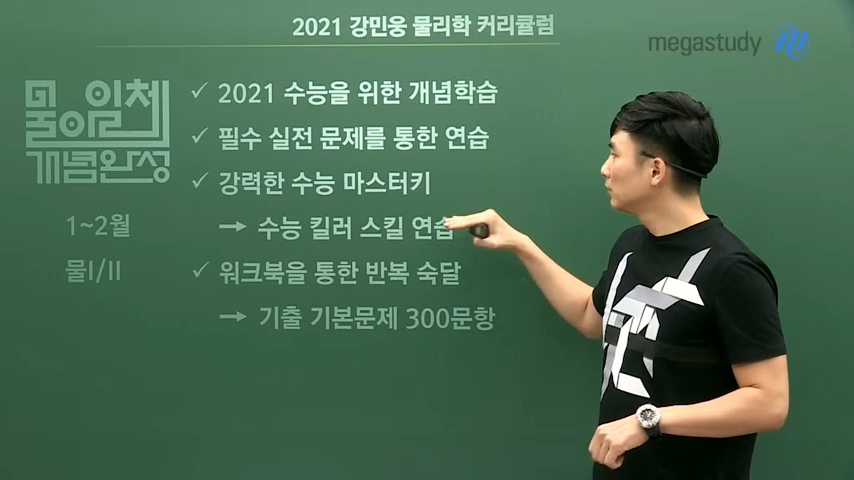 2021 강민웅 물리학 커리큘럼
megastudy
물아일체
개념완성
1~2월
물I/II
✓ 2021 수능을 위한 개념학습
✓ 필수 실전 문제를 통한 연습
✓ 강력한 수능 마스터키
→ 수능 킬러 스킬 연습
✓ 워크북을 통한 반복 숙달
→ 기출 기본문제 300문항